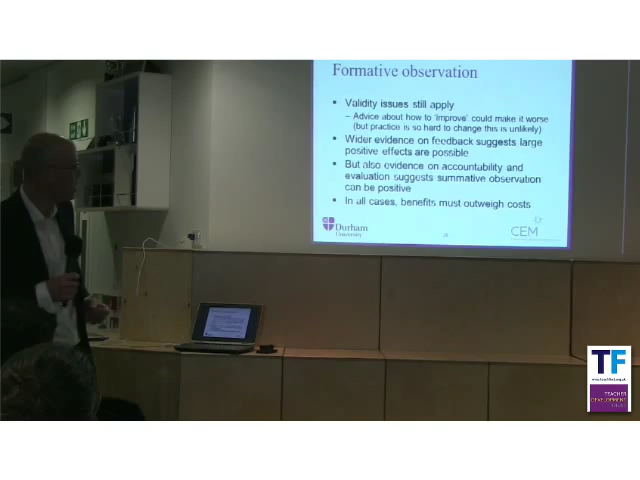 Formative observation
• Validity issues still apply
– Advice about how to 'improve' could make it worse
(but practice is so hard to change this is unlikely)
• Wider evidence on feedback suggests large
positive effects are possible
• But also evidence on accountability and
evaluation suggests summative observation
can be positive
• In all cases, benefits must outweigh costs
Durham
University
CEM
TF
TEACHER
DEVELOPMENT
TRUST